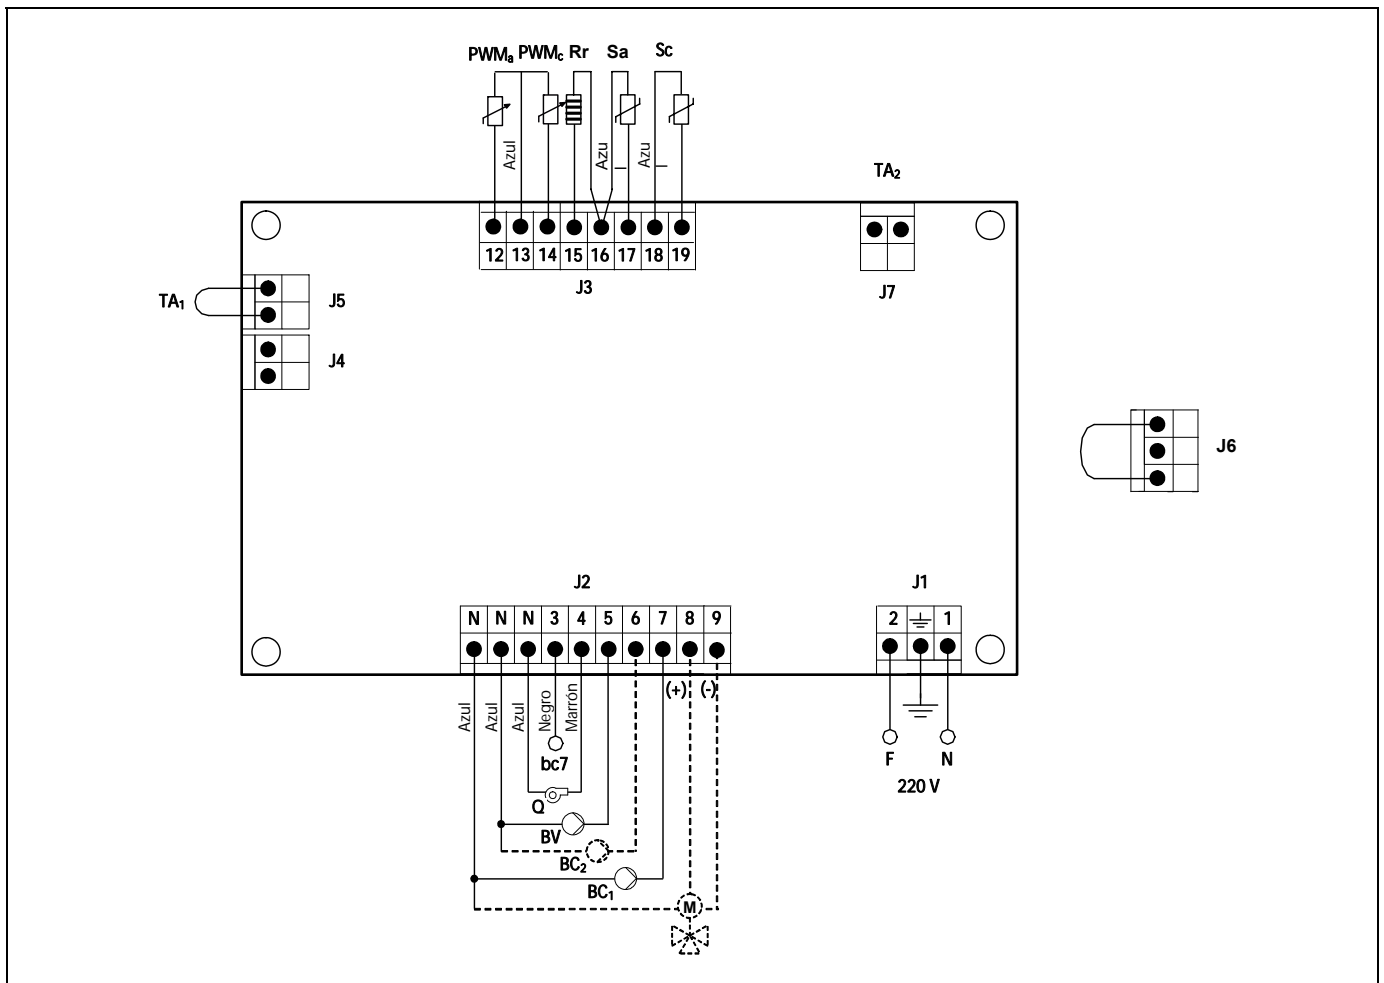 PWMa PWMc Rr Sa Sc
Azul
Azu
l
Azu
l
TA2
12 13 14 15 16 17 18 19
J3
J7
TA1
J5
J4
J6
J2
J1
N N N 3 4 5 6 7 8 9
2 1
(+) (-)
Azul
Azul
Azul
Negro
Marrón
bc7
F N
220 V
Q
BV
BC2
BC1
M